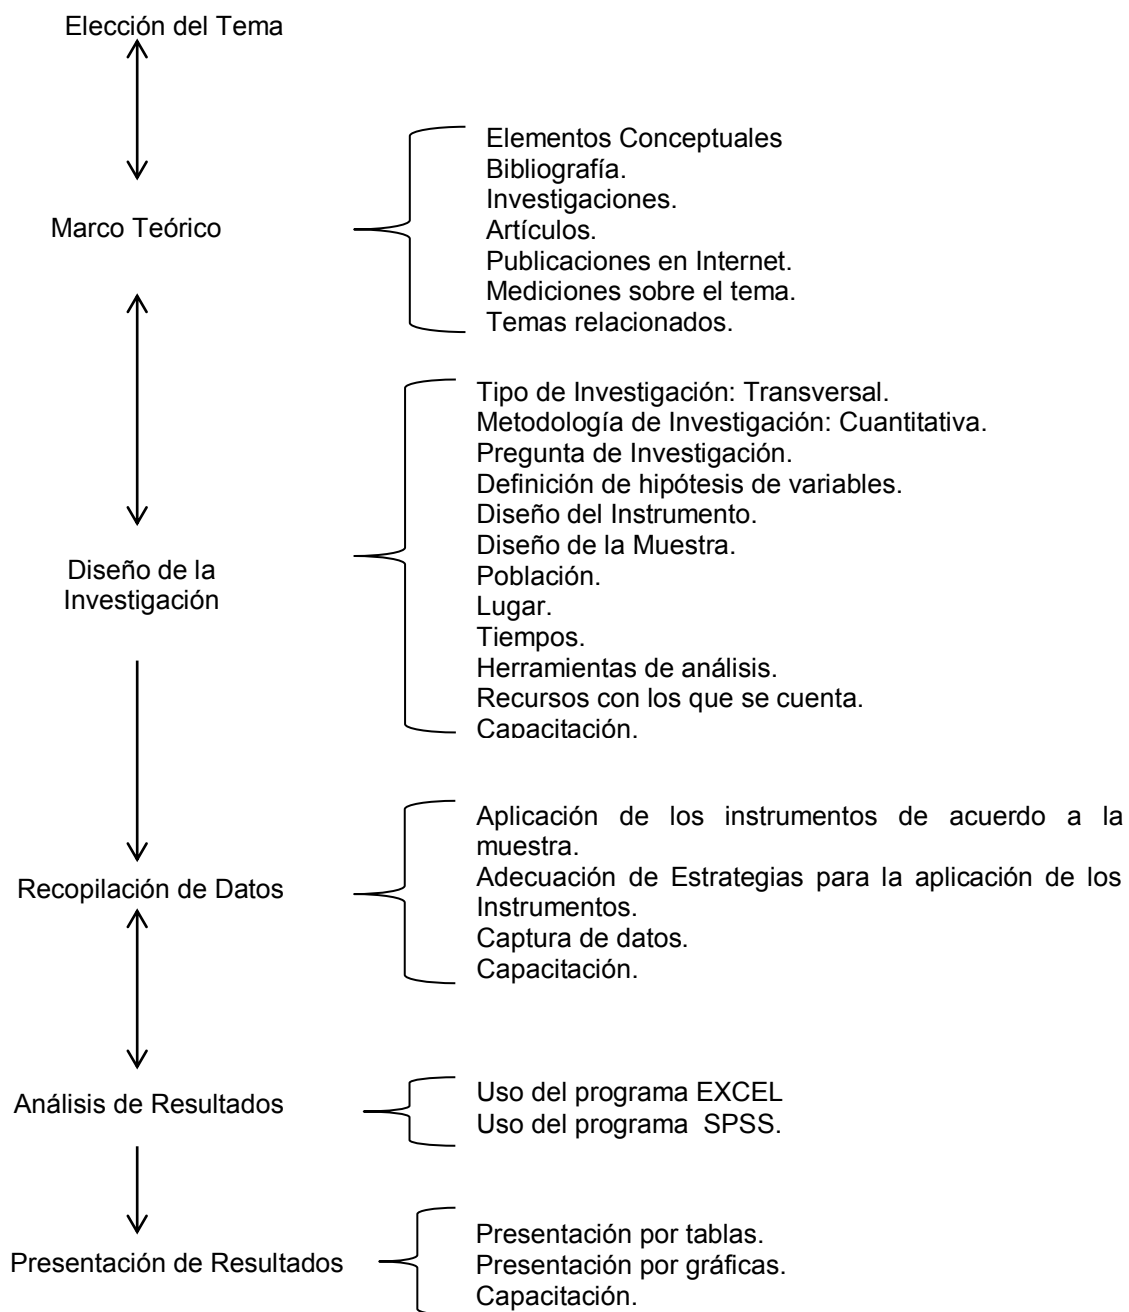 Elección del Tema
Marco Teórico
Elementos Conceptuales
Bibliografía.
Investigaciones.
Artículos.
Publicaciones en Internet.
Mediciones sobre el tema.
Temas relacionados.
Diseño de la
Investigación
Tipo de Investigación: Transversal.
Metodología de Investigación: Cuantitativa.
Pregunta de Investigación.
Definición de hipótesis de variables.
Diseño del Instrumento.
Diseño de la Muestra.
Población.
Lugar.
Tiempos.
Herramientas de análisis.
Recursos con los que se cuenta.
Capacitación.
Recopilación de Datos
Aplicación de los instrumentos de acuerdo a la
muestra.
Adecuación de Estrategias para la aplicación de los
Instrumentos.
Captura de datos.
Capacitación.
Análisis de Resultados
Uso del programa EXCEL
Uso del programa SPSS.
Presentación de Resultados
Presentación por tablas.
Presentación por gráficas.
Capacitación.